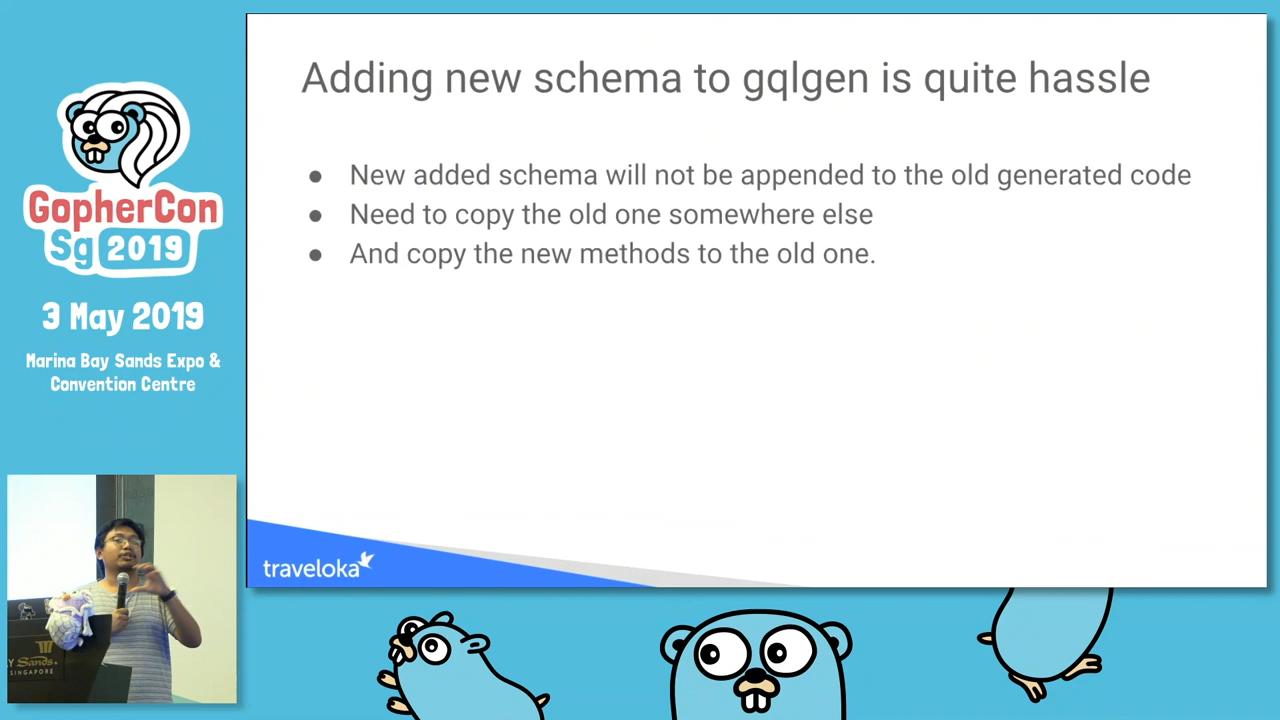 GopherCon
Sg 2019
3 May 2019
Marina Bay Sands Expo &
Convention Centre
Adding new schema to gqlgen is quite hassle
● New added schema will not be appended to the old generated code
● Need to copy the old one somewhere else
● And copy the new methods to the old one.
traveloka
Sands
SINGAPORE